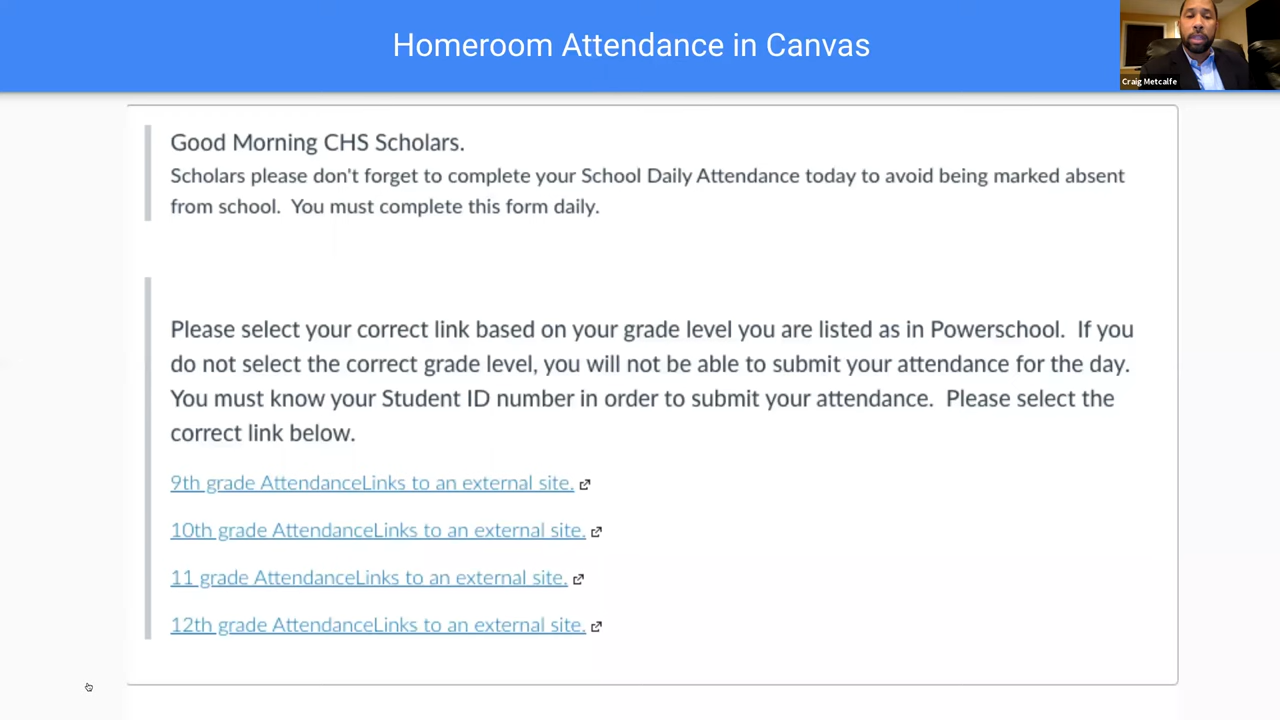 Homeroom Attendance in Canvas
Craig Metcalfe
Good Morning CHS Scholars.
Scholars please don't forget to complete your School Daily Attendance today to avoid being marked absent
from school.  You must complete this form daily.
Please select your correct link based on your grade level you are listed as in Powerschool.  If you
do not select the correct grade level, you will not be able to submit your attendance for the day.
You must know your Student ID number in order to submit your attendance.  Please select the
correct link below.
9th grade AttendanceLinks to an external site.
10th grade AttendanceLinks to an external site.
11 grade AttendanceLinks to an external site.
12th grade AttendanceLinks to an external site.